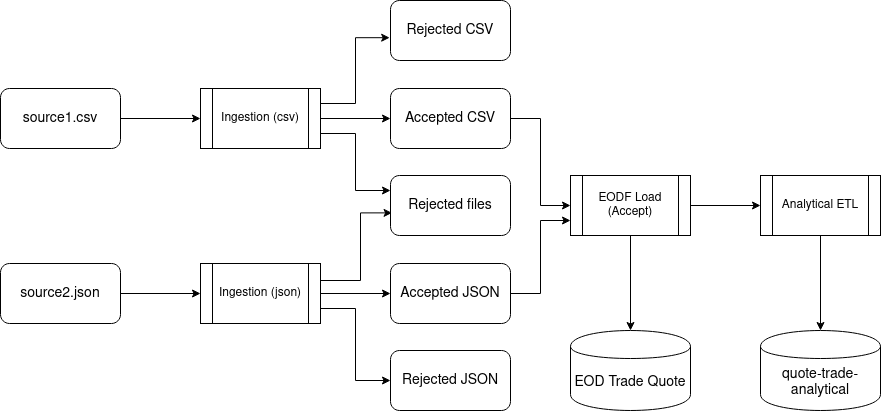 Rejected CSV
source1.csv
Ingestion (csv)
Accepted CSV
Rejected files
EODF Load
(Accept)
Analytical ETL
source2.json
Ingestion (json)
Accepted JSON
Rejected JSON
EOD Trade Quote
quote-trade-
analytical